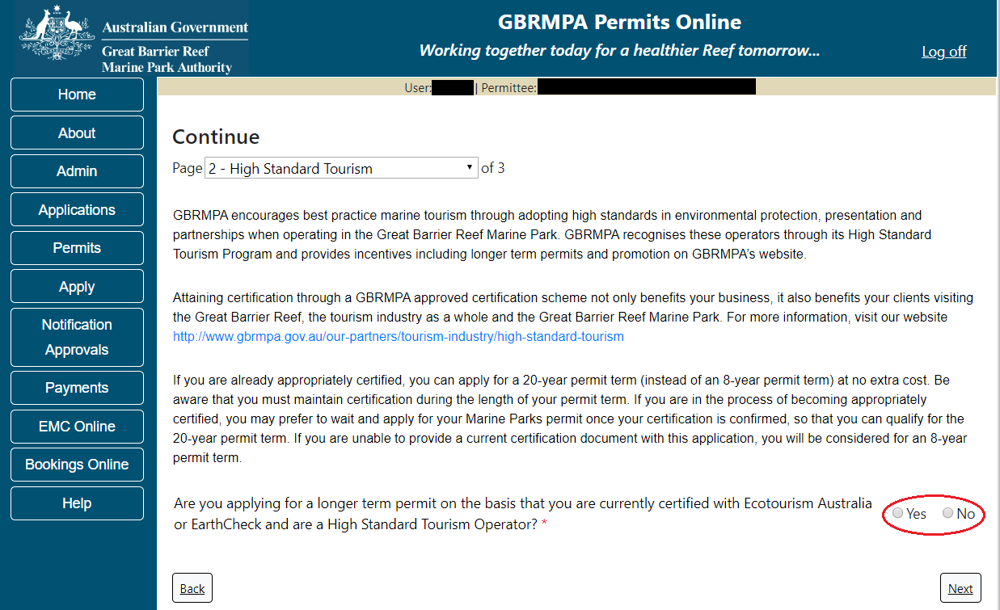 Australian Government
Great Barrier Reef
Marine Park Authority
GBRMPA Permits Online
Working together today for a healthier Reef tomorrow...
Log off
Home
About
Admin
Applications
Permits
Apply
Notification
Approvals
Payments
EMC Online
Bookings Online
Help
User: | Permittee:
Continue
Page 2 - High Standard Tourism of 3
GBRMPA encourages best practice marine tourism through adopting high standards in environmental protection, presentation and
partnerships when operating in the Great Barrier Reef Marine Park. GBRMPA recognises these operators through its High Standard
Tourism Program and provides incentives including longer term permits and promotion on GBRMPA's website.
Attaining certification through a GBRMPA approved certification scheme not only benefits your business, it also benefits your clients visiting
the Great Barrier Reef, the tourism industry as a whole and the Great Barrier Reef Marine Park. For more information, visit our website
http://www.gbrmpa.gov.au/our-partners/tourism-industry/high-standard-tourism
If you are already appropriately certified, you can apply for a 20-year permit term (instead of an 8-year permit term) at no extra cost. Be
aware that you must maintain certification during the length of your permit term. If you are in the process of becoming appropriately
certified, you may prefer to wait and apply for your Marine Parks permit once your certification is confirmed, so that you can qualify for the
20-year permit term. If you are unable to provide a current certification document with this application, you will be considered for an 8-year
permit term.
Are you applying for a longer term permit on the basis that you are currently certified with Ecotourism Australia
or EarthCheck and are a High Standard Tourism Operator? *
Yes No
Back
Next